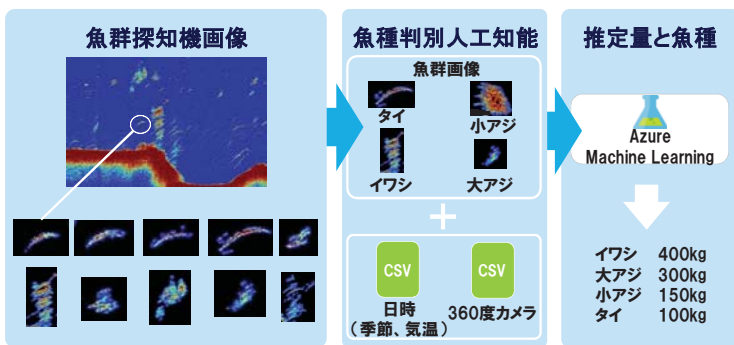 魚群探知機画像
魚種判別人工知能
魚群画像
タイ
小アジ
イワシ
大アジ
+
CSV
日時
(季節、気温)
CSV
360度カメラ
推定量と魚種
Azure
Machine Learning
イワシ 400kg
大アジ 300kg
小アジ 150kg
タイ 100kg